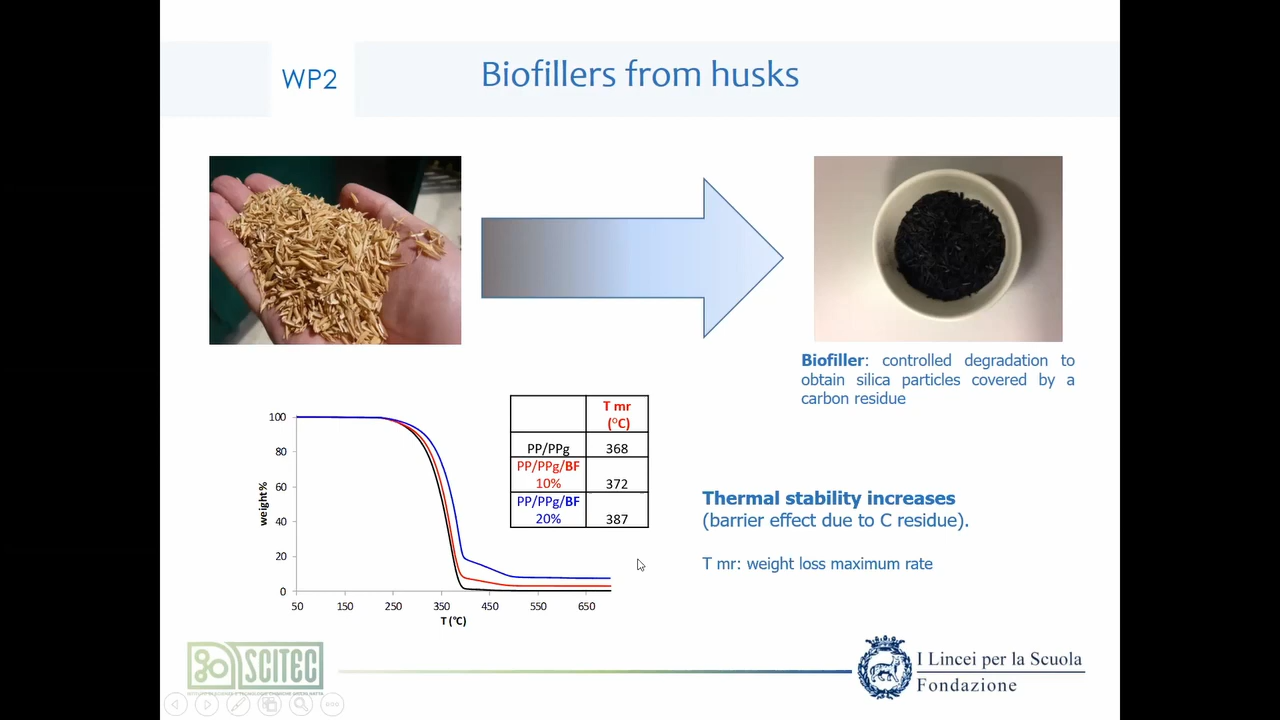 WP2
Biofillers from husks
Biofiller: controlled degradation to
obtain silica particles covered by a
carbon residue
100
80
60
40
20
0
weight%
50 150 250 350 450 550 650
T (°C)
T mr
(°C)
PP/PPg 368
PP/PPg/BF
10% 372
PP/PPg/BF
20% 387
Thermal stability increases
(barrier effect due to C residue).
T mr: weight loss maximum rate
SCITEC
I Lincei per la Scuola
Fondazione